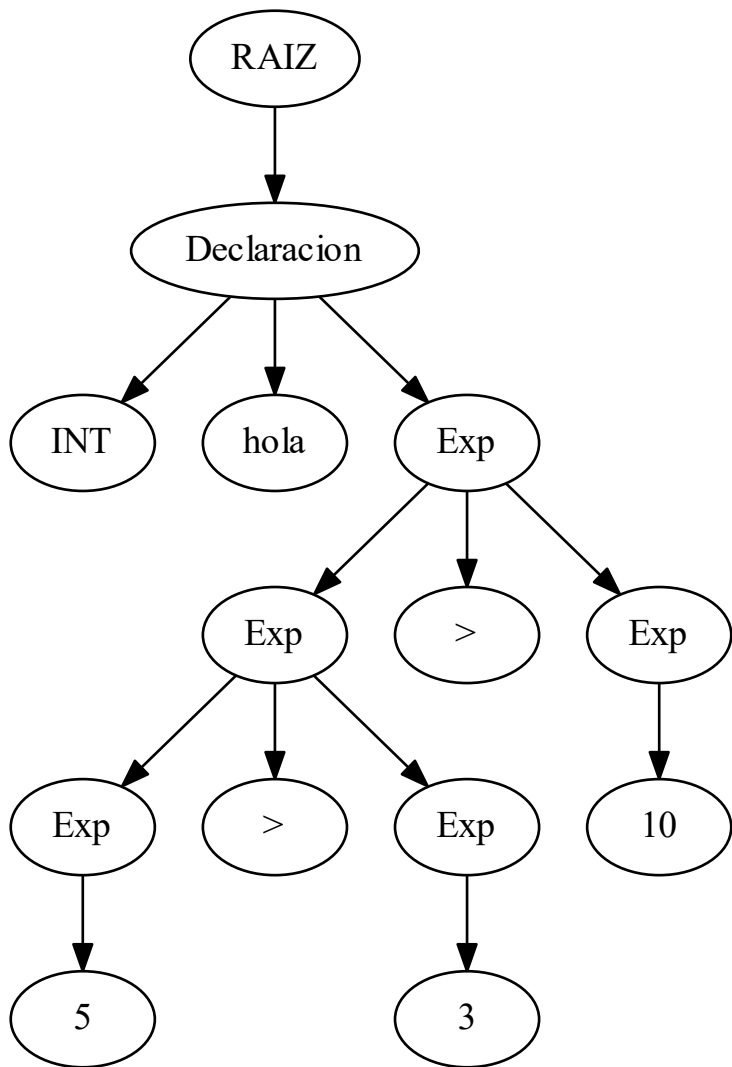 RAIZ
Declaracion
INT hola Exp
Exp > Exp
Exp > Exp 10
5 3